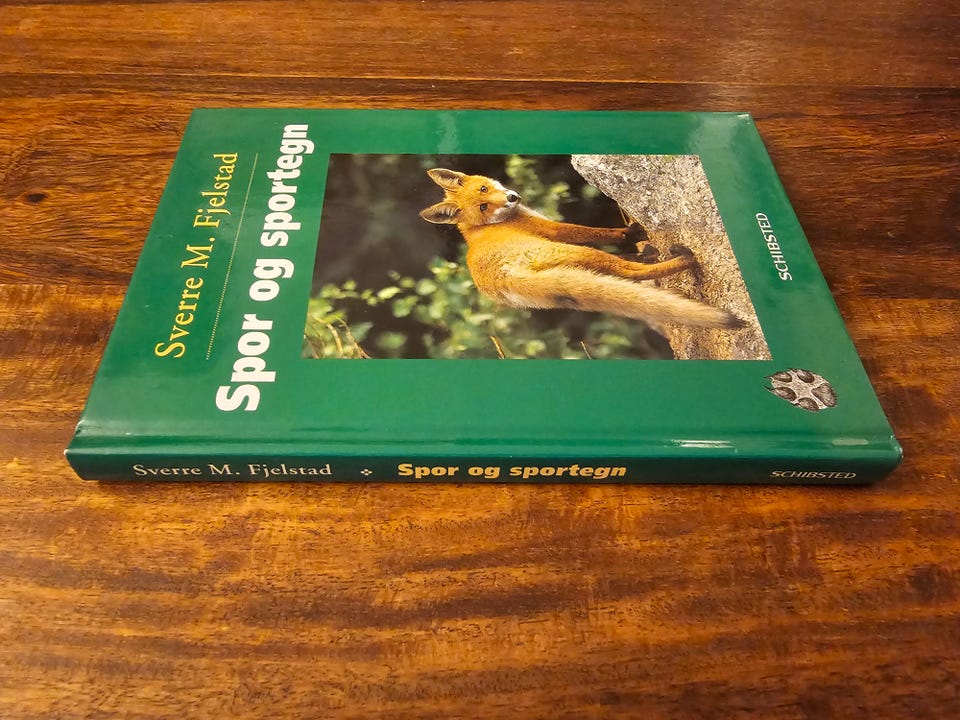 Sverre M. Fjelstad
Spor og sportegn
SCHIBSTED
Sverre M. Fjelstad Spor og sportegn SCHIBSTED